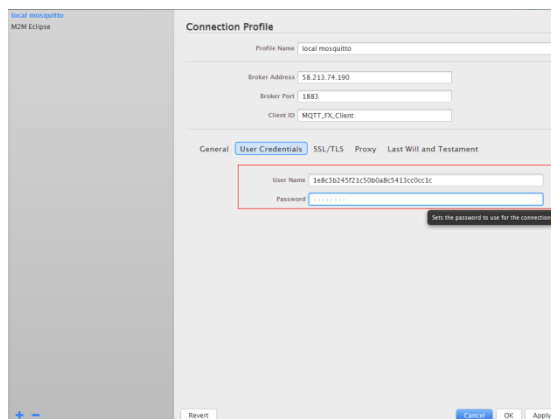 local mosquitto
M2M Eclipse
Connection Profile
Profile Name local mosquitto
Broker Address 58.213.74.190
Broker Port 1883
Client ID MQTT_FX_Client
General User Credentials SSL/TLS Proxy Last Will and Testament
User Name 1e8c3b245f21c50b0a8c5413cc0cc1c
Password ········
Sets the password to use for the connection
Revert Cancel OK Apply